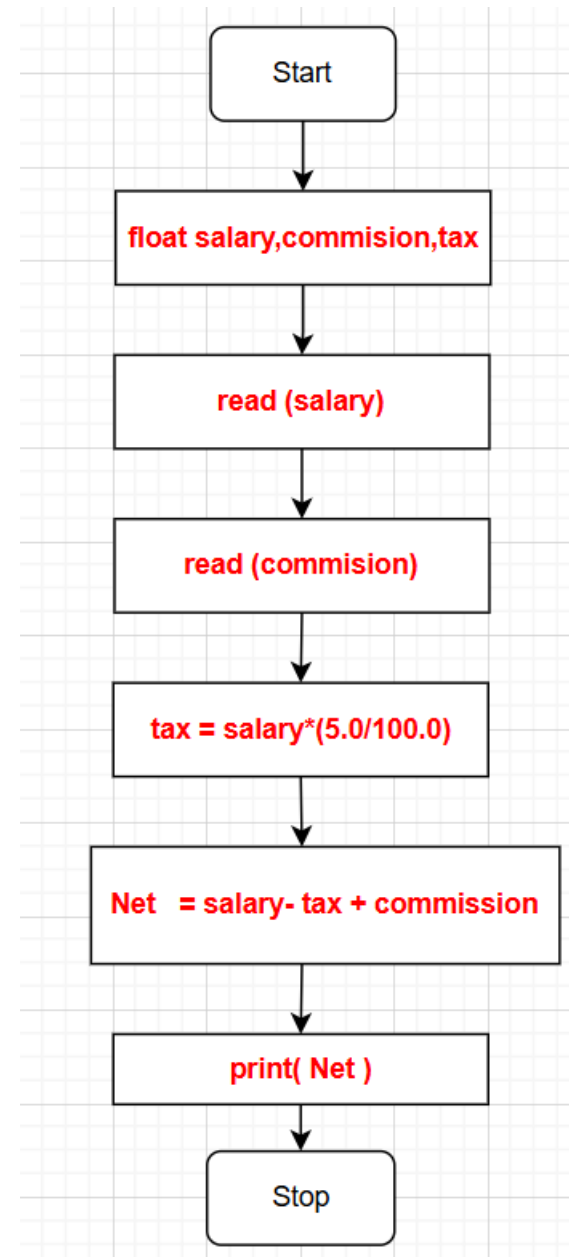 Start
float salary,commision,tax
read (salary)
read (commision)
tax = salary*(5.0/100.0)
Net   = salary- tax + commission
print( Net )
Stop